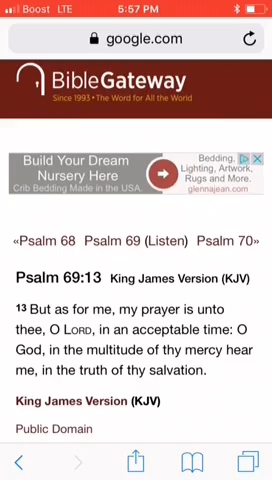 Boost LTE 5:57 PM
google.com
BibleGateway
Since 1993 • The Word for All the World
Build Your Dream
Nursery Here
Crib Bedding Made in the USA.
Bedding,
Lighting, Artwork,
Rugs and More.
glennajean.com
«Psalm 68 Psalm 69 (Listen) Psalm 70»
Psalm 69:13 King James Version (KJV)
13 But as for me, my prayer is unto
thee, O LORD, in an acceptable time: O
God, in the multitude of thy mercy hear
me, in the truth of thy salvation.
King James Version (KJV)
Public Domain